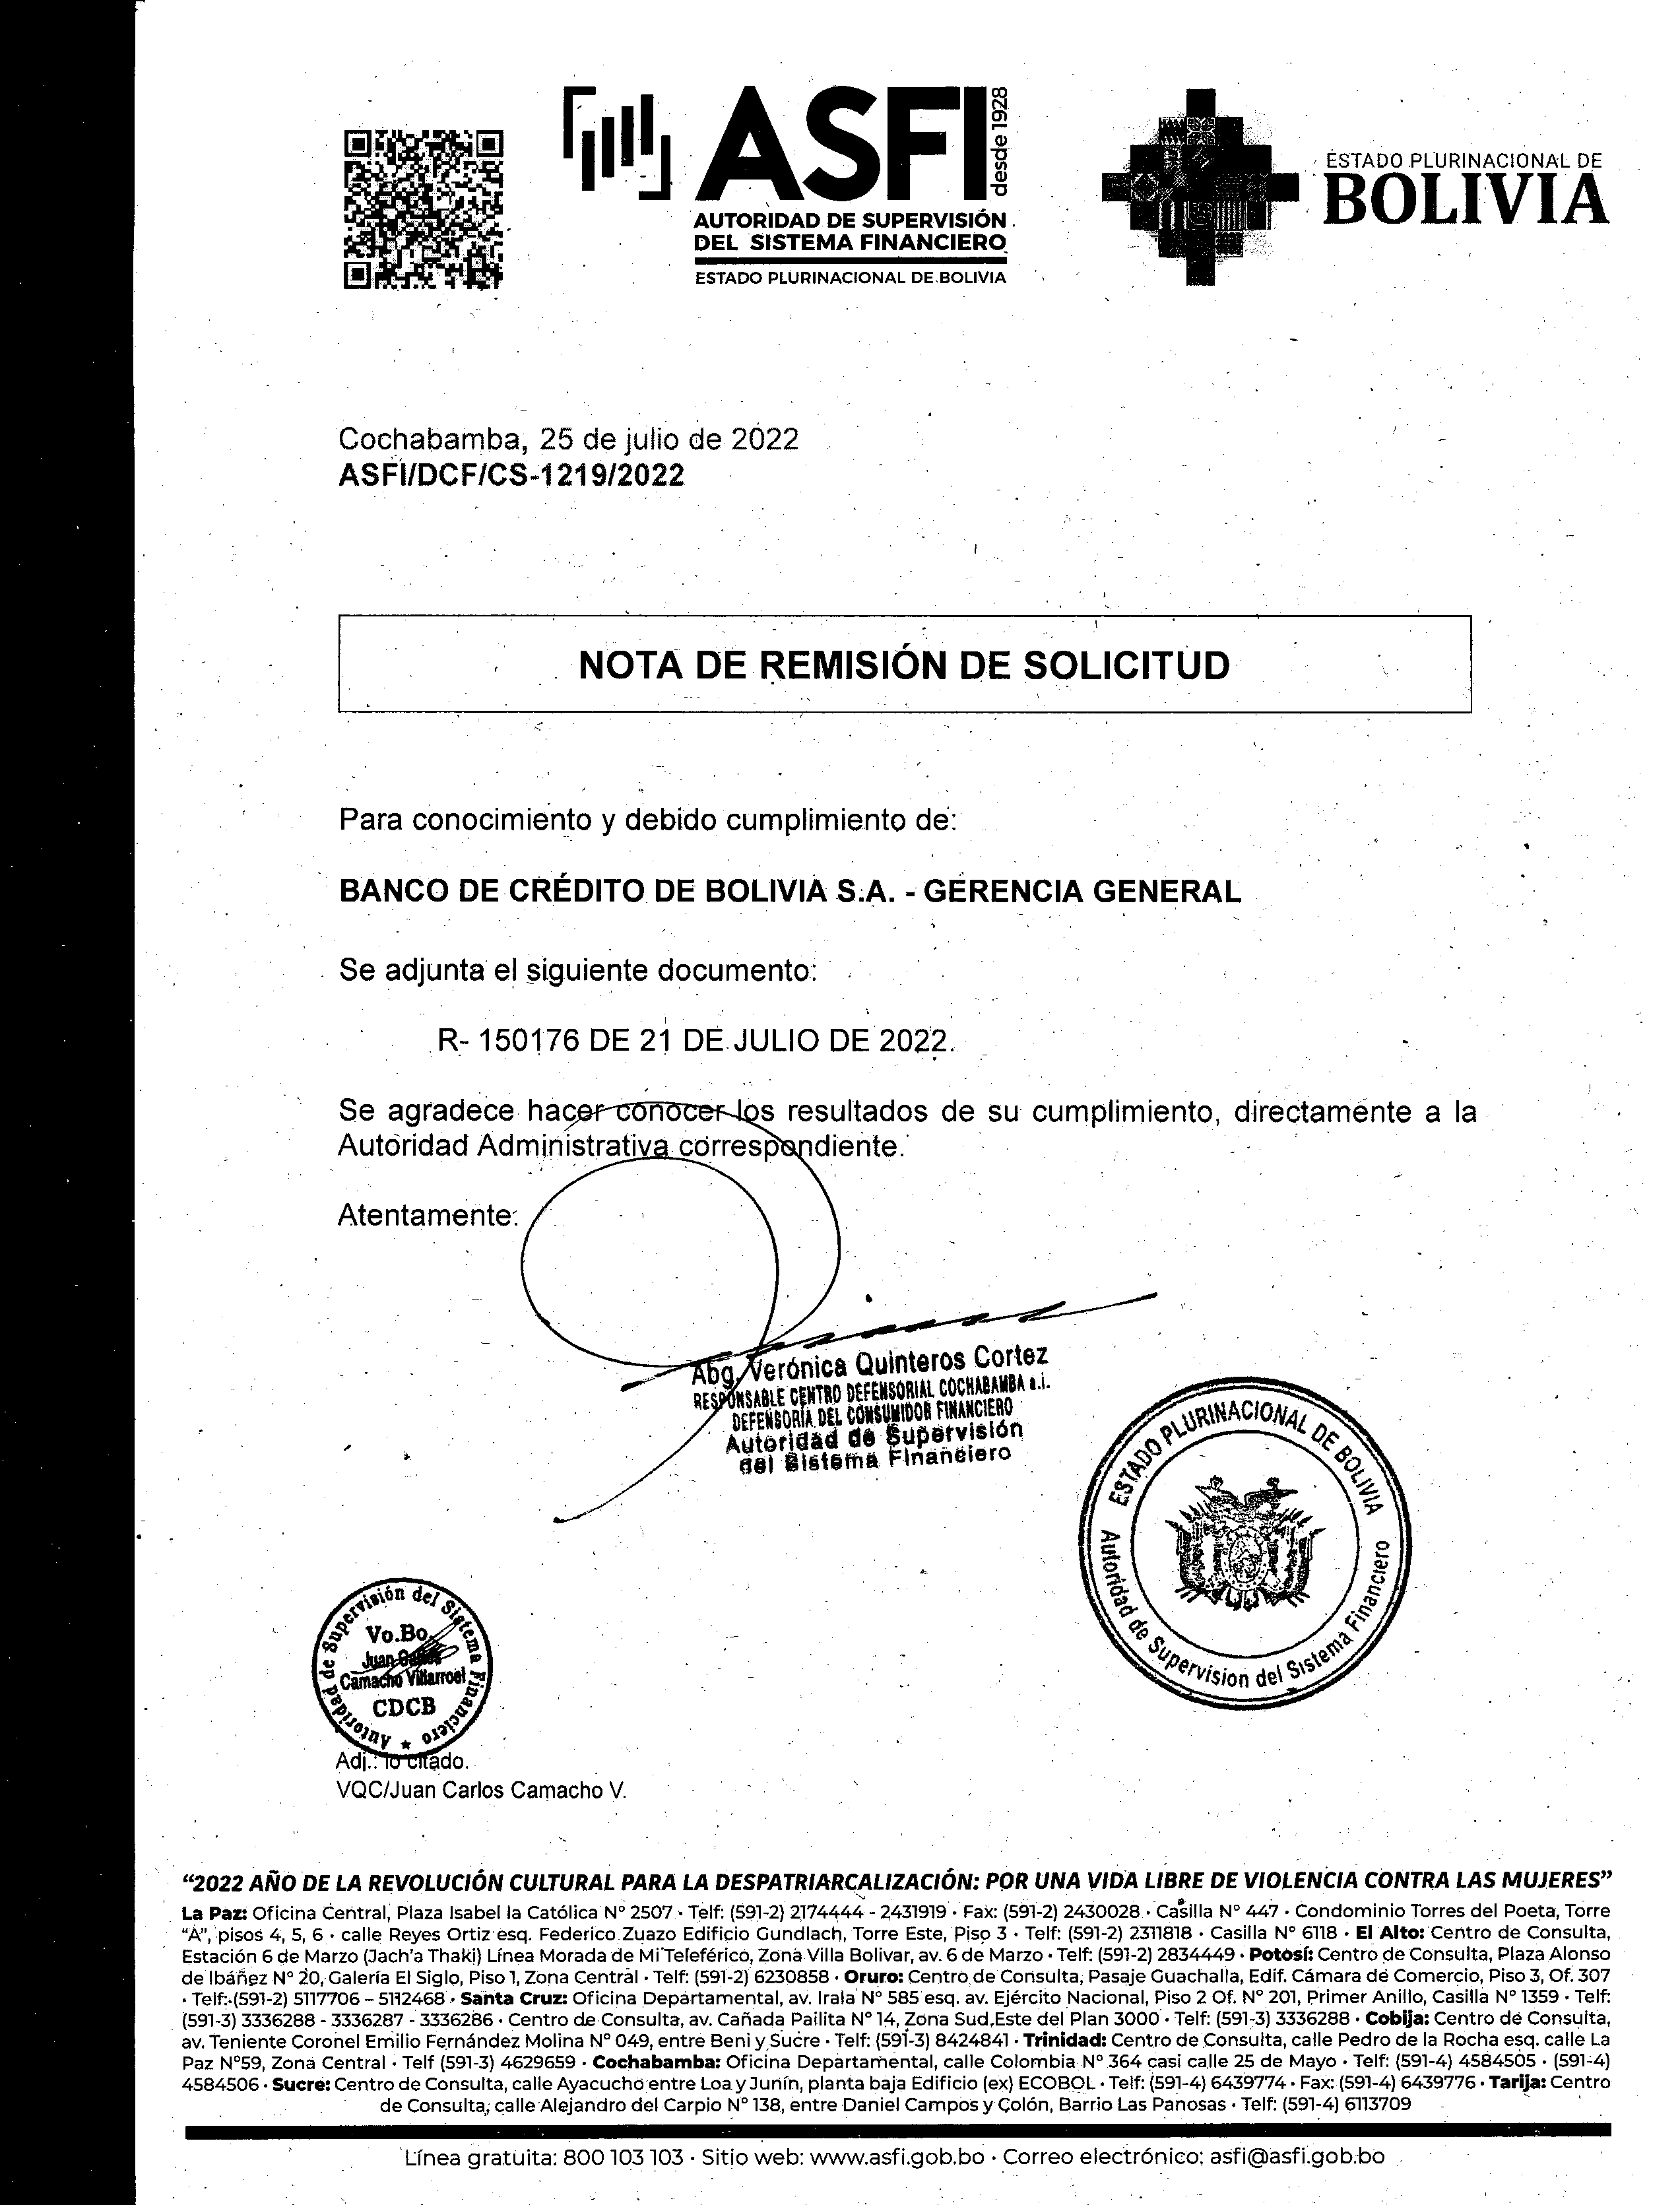 ASFI
desde 1928
AUTORIDAD DE SUPERVISIÓN
DEL SISTEMA FINANCIERO
ESTADO PLURINACIONAL DE BOLIVIA
ESTADO PLURINACIONAL DE
BOLIVIA
Cochabamba, 25 de julio de 2022
ASFI/DCF/CS-1219/2022
NOTA DE REMISIÓN DE SOLICITUD
Para conocimiento y debido cumplimiento de:
BANCO DE CRÉDITO DE BOLIVIA S.A. - GERENCIA GENERAL
Se adjunta el siguiente documento:
R- 150176 DE 21 DE JULIO DE 2022.
Se agradece hacer conocer los resultados de su cumplimiento, directamente a la
Autoridad Administrativa correspondiente.
Atentamente:
Abg. Verónica Quinteros Cortez
RESPONSABLE CENTRO DEFENSORIAL COCHABAMBA a.i.
DEFENSORÍA DEL CONSUMIDOR FINANCIERO
Autoridad de Supervisión
del Sistema Financiero
ESTADO PLURINACIONAL DE BOLIVIA
Autoridad de Supervision del Sistema Financiero
Autoridad de Supervisión del Sistema Financiero
Vo.Bo.
Juan Carlos
Camacho Villarroel
CDCB
Adj.: lo citado.
VQC/Juan Carlos Camacho V.
“2022 AÑO DE LA REVOLUCIÓN CULTURAL PARA LA DESPATRIARCALIZACIÓN: POR UNA VIDA LIBRE DE VIOLENCIA CONTRA LAS MUJERES”
La Paz: Oficina Central, Plaza Isabel la Católica N° 2507 · Telf: (591-2) 2174444 - 2431919 · Fax: (591-2) 2430028 · Casilla N° 447 · Condominio Torres del Poeta, Torre
“A”, pisos 4, 5, 6 · calle Reyes Ortiz esq. Federico Zuazo Edificio Gundlach, Torre Este, Piso 3 · Telf: (591-2) 2311818 · Casilla N° 6118 · El Alto: Centro de Consulta,
Estación 6 de Marzo (Jach’a Thaki) Línea Morada de Mi Teleférico, Zona Villa Bolivar, av. 6 de Marzo · Telf: (591-2) 2834449 · Potosí: Centro de Consulta, Plaza Alonso
de Ibáñez N° 20, Galería El Siglo, Piso 1, Zona Central · Telf: (591-2) 6230858 · Oruro: Centro de Consulta, Pasaje Guachalla, Edif. Cámara de Comercio, Piso 3, Of. 307
· Telf: (591-2) 5117706 – 5112468 · Santa Cruz: Oficina Departamental, av. Irala N° 585 esq. av. Ejército Nacional, Piso 2 Of. N° 201, Primer Anillo, Casilla N° 1359 · Telf:
(591-3) 3336288 - 3336287 - 3336286 · Centro de Consulta, av. Cañada Pailita N° 14, Zona Sud Este del Plan 3000 · Telf: (591-3) 3336288 · Cobija: Centro de Consulta,
av. Teniente Coronel Emilio Fernández Molina N° 049, entre Beni y Sucre · Telf: (591-3) 8424841 · Trinidad: Centro de Consulta, calle Pedro de la Rocha esq. calle La
Paz N°59, Zona Central · Telf (591-3) 4629659 · Cochabamba: Oficina Departamental, calle Colombia N° 364 casi calle 25 de Mayo · Telf: (591-4) 4584505 · (591-4)
4584506 · Sucre: Centro de Consulta, calle Ayacucho entre Loa y Junín, planta baja Edificio (ex) ECOBOL · Telf: (591-4) 6439774 · Fax: (591-4) 6439776 · Tarija: Centro
de Consulta, calle Alejandro del Carpio N° 138, entre Daniel Campos y Colón, Barrio Las Panosas · Telf: (591-4) 6113709
Línea gratuita: 800 103 103 · Sitio web: www.asfi.gob.bo · Correo electrónico: asfi@asfi.gob.bo